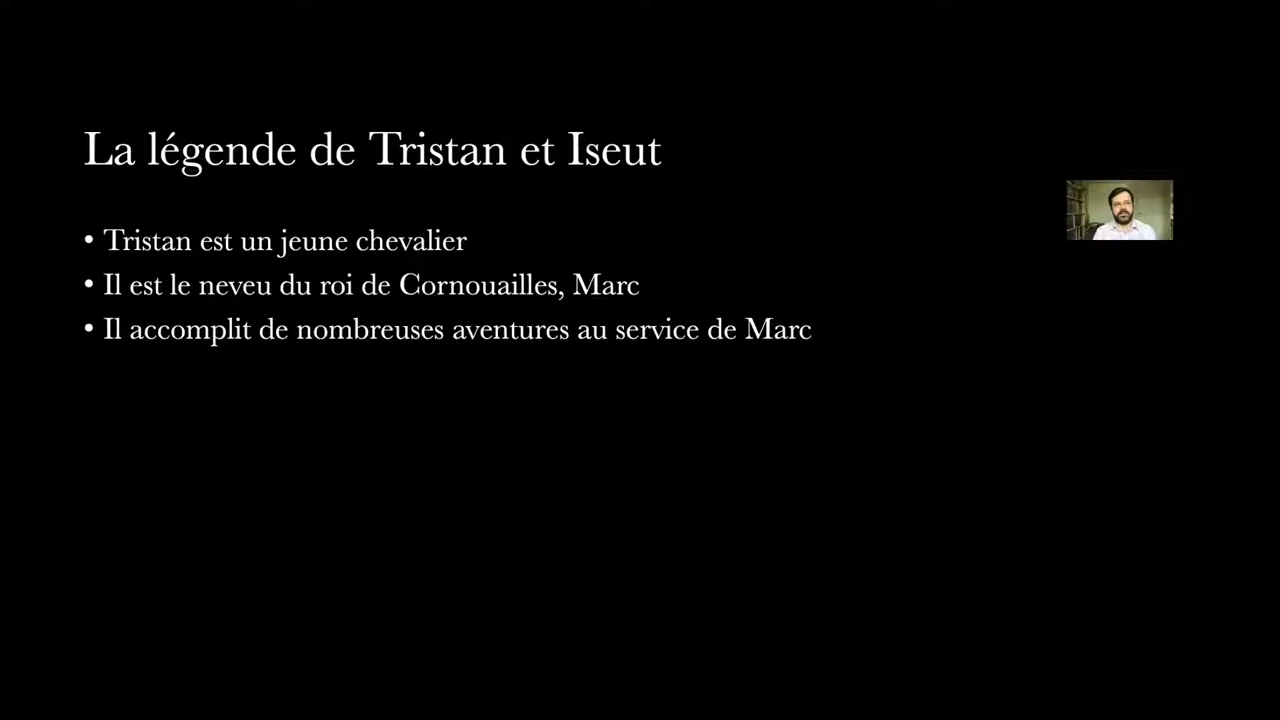 La légende de Tristan et Iseut
• Tristan est un jeune chevalier
• Il est le neveu du roi de Cornouailles, Marc
• Il accomplit de nombreuses aventures au service de Marc